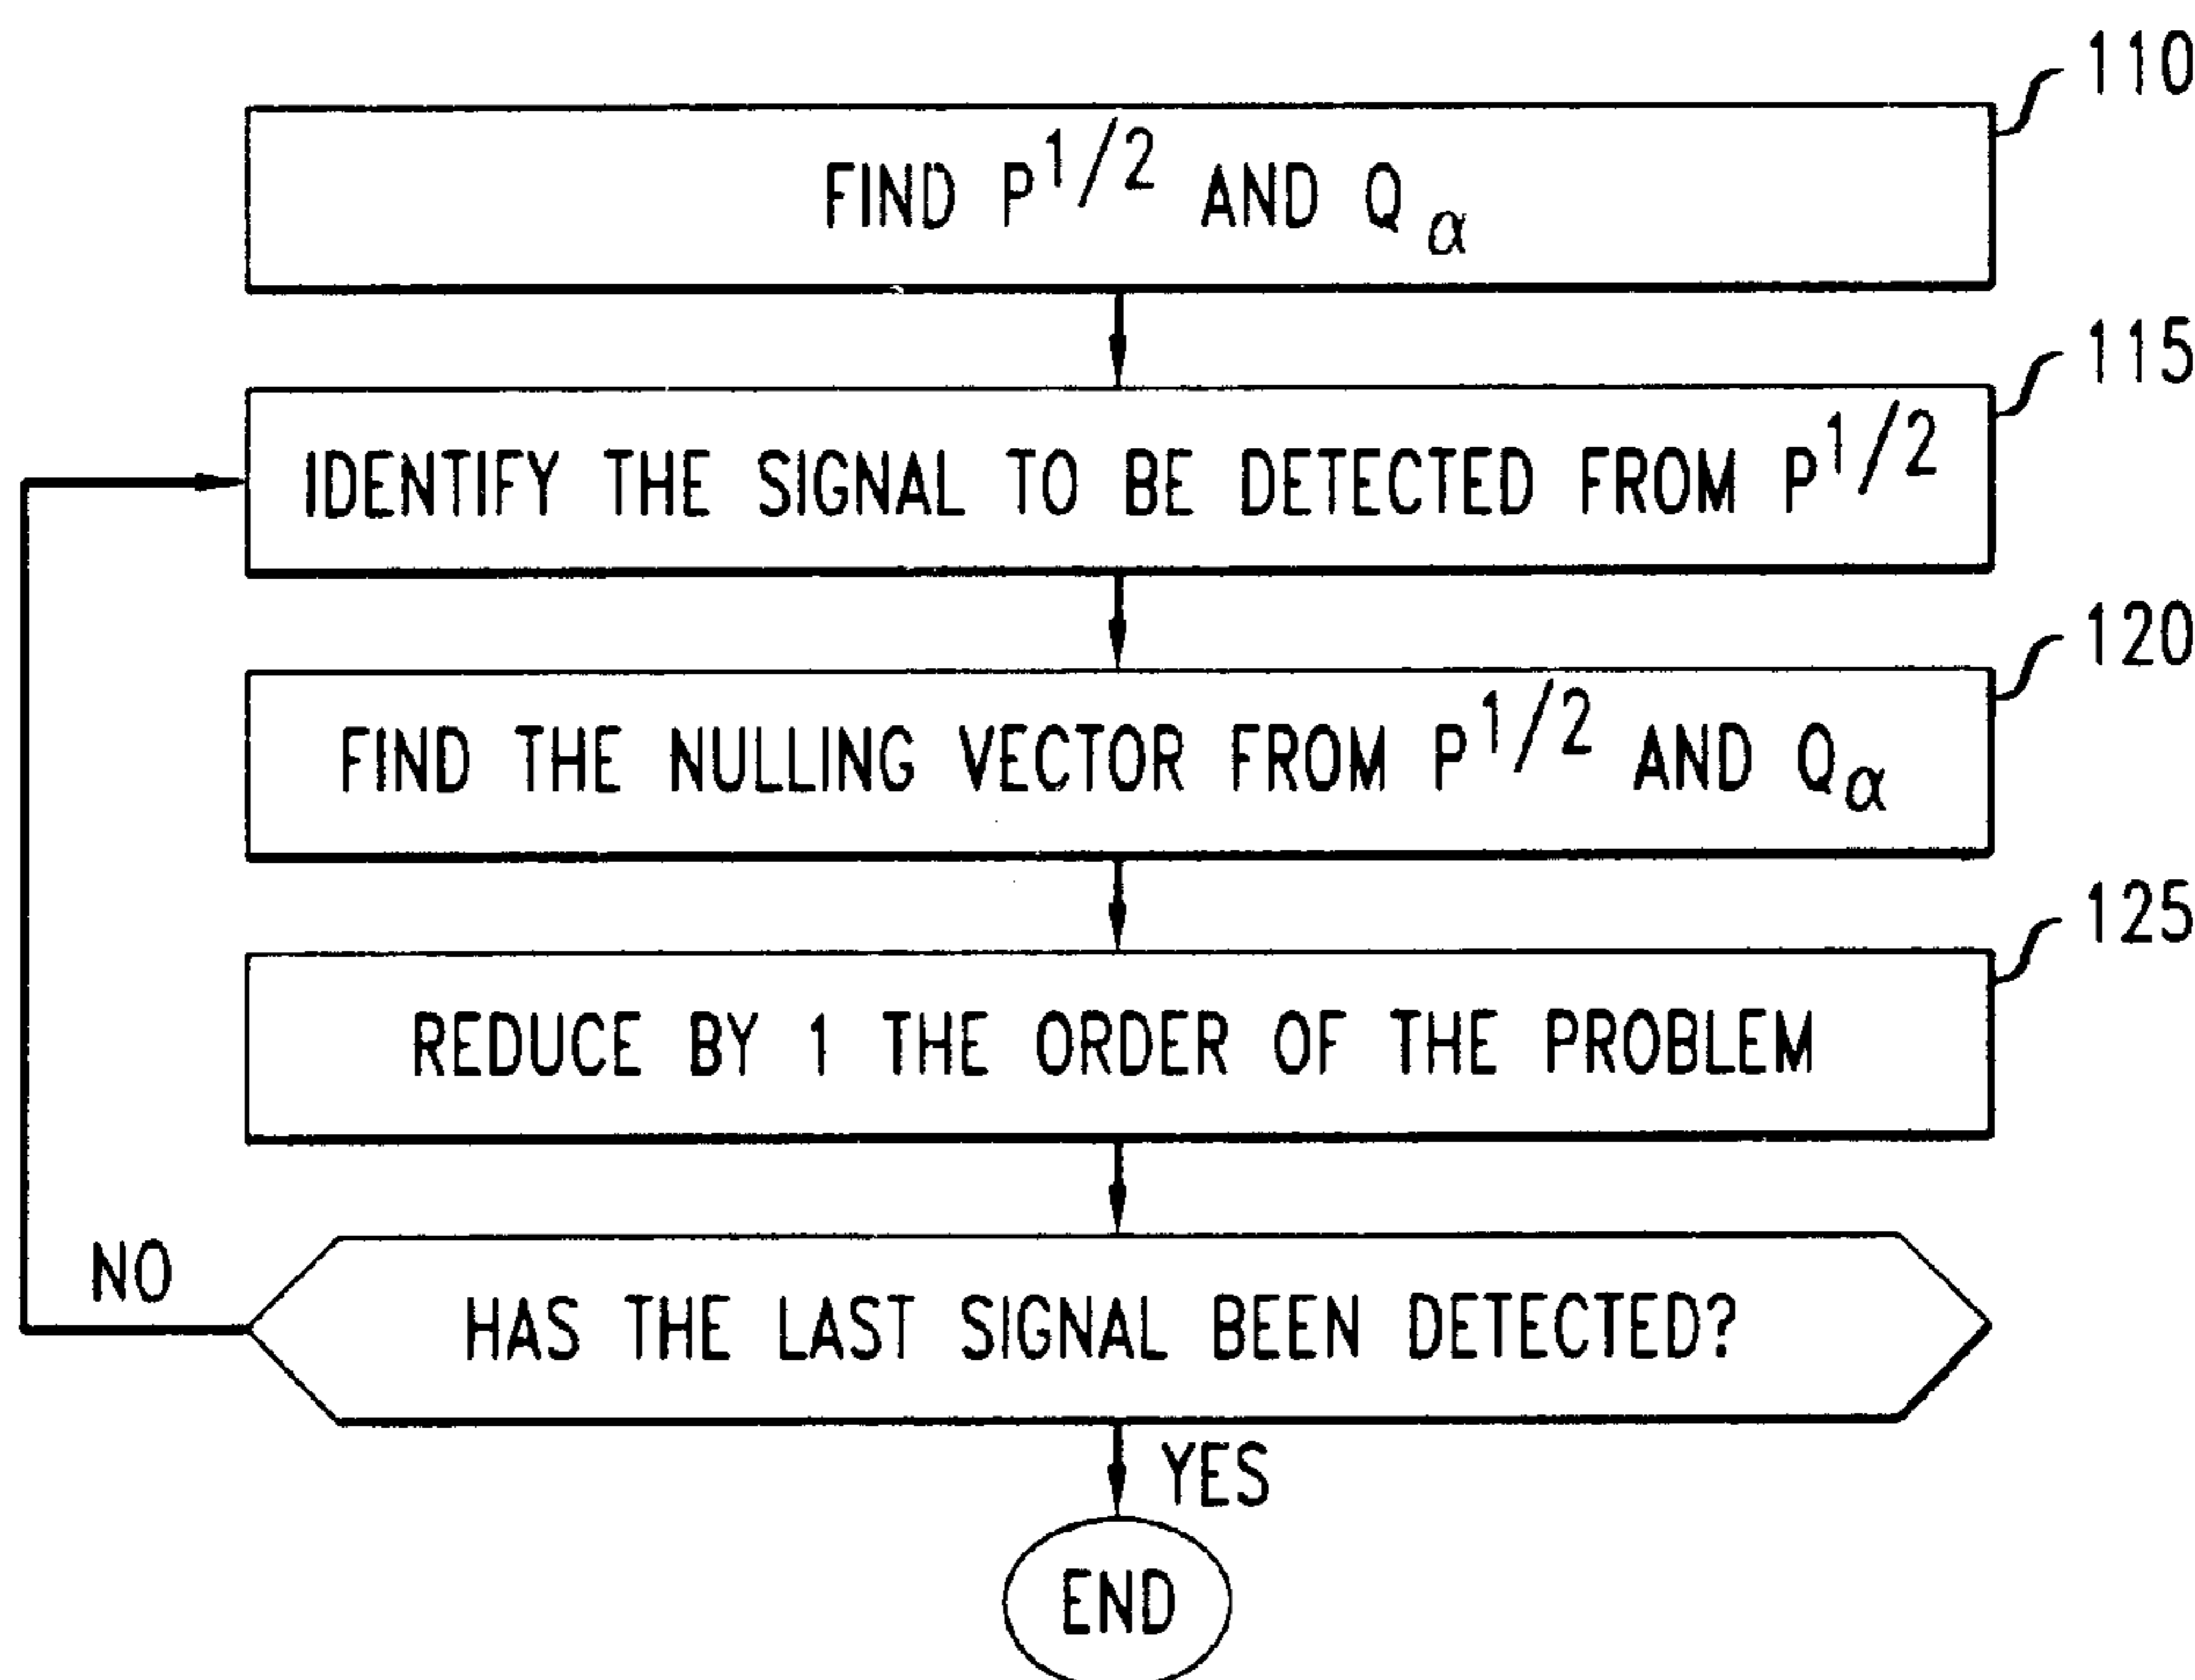 110
FIND P^1/2 AND Q_α
115
IDENTIFY THE SIGNAL TO BE DETECTED FROM P^1/2
120
FIND THE NULLING VECTOR FROM P^1/2 AND Q_α
125
REDUCE BY 1 THE ORDER OF THE PROBLEM
NO
HAS THE LAST SIGNAL BEEN DETECTED?
YES
END